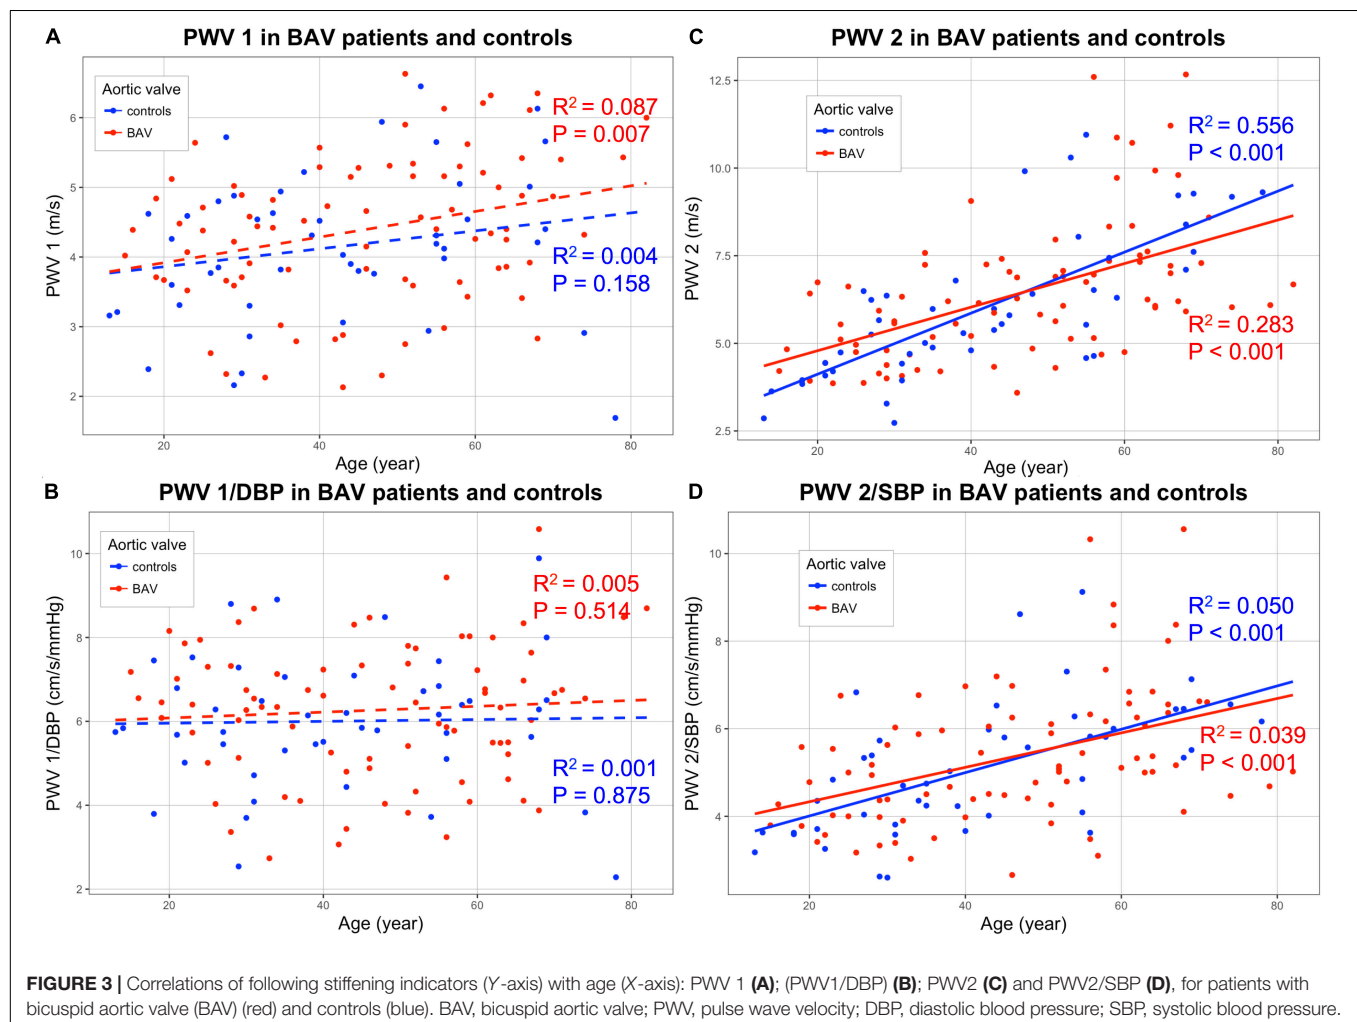 A
PWV 1 in BAV patients and controls
Aortic valve
controls
BAV
R² = 0.087
P = 0.007
R² = 0.004
P = 0.158
PWV 1 (m/s)
6
5
4
3
2
20 40 60 80
Age (year)
C
PWV 2 in BAV patients and controls
Aortic valve
controls
BAV
R² = 0.556
P < 0.001
R² = 0.283
P < 0.001
PWV 2 (m/s)
12.5
10.0
7.5
5.0
2.5
20 40 60 80
Age (year)
B
PWV 1/DBP in BAV patients and controls
Aortic valve
controls
BAV
R² = 0.005
P = 0.514
R² = 0.001
P = 0.875
PWV 1/DBP (cm/s/mmHg)
10
8
6
4
2
20 40 60 80
Age (year)
D
PWV 2/SBP in BAV patients and controls
Aortic valve
controls
BAV
R² = 0.050
P < 0.001
R² = 0.039
P < 0.001
PWV 2/SBP (cm/s/mmHg)
10
8
6
4
20 40 60 80
Age (year)
FIGURE 3 | Correlations of following stiffening indicators (Y-axis) with age (X-axis): PWV 1 (A); (PWV1/DBP) (B); PWV2 (C) and PWV2/SBP (D), for patients with
bicuspid aortic valve (BAV) (red) and controls (blue). BAV, bicuspid aortic valve; PWV, pulse wave velocity; DBP, diastolic blood pressure; SBP, systolic blood pressure.